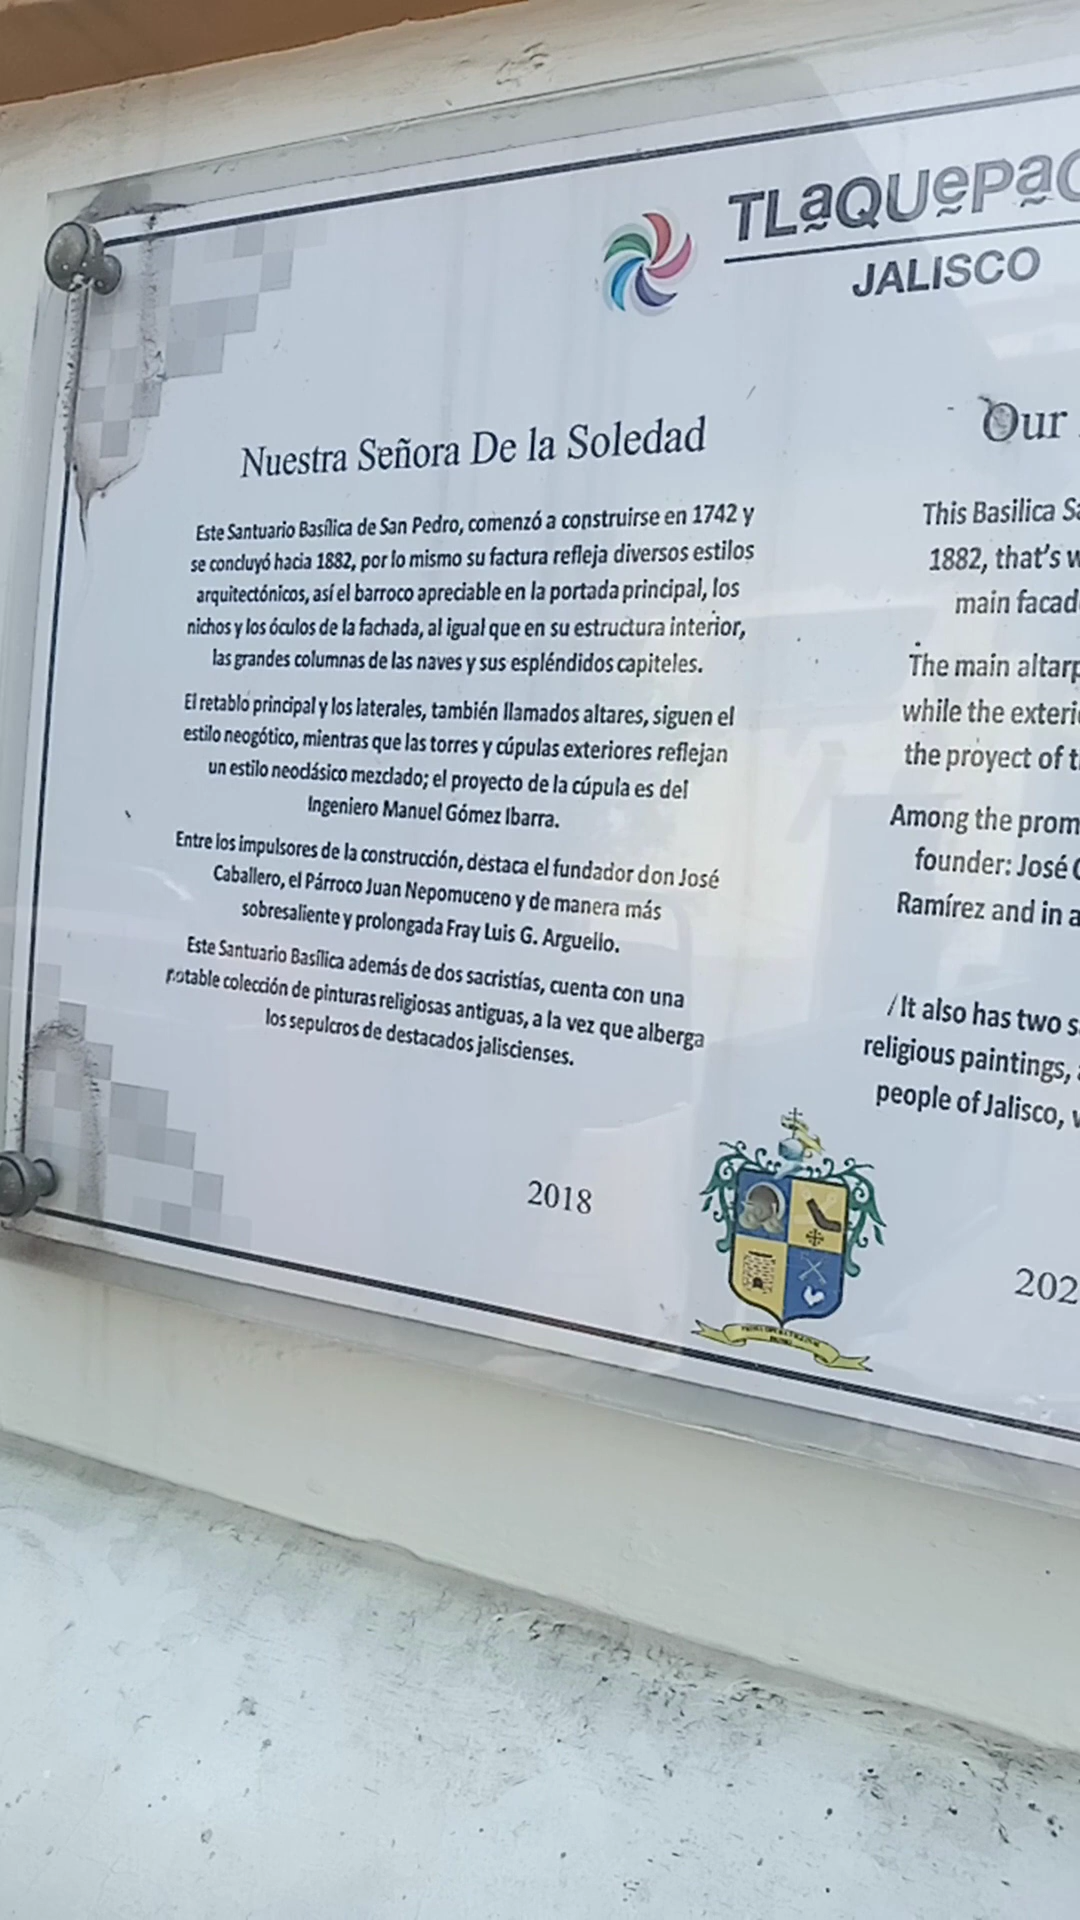 TLaQUePa
JALISCO
Nuestra Señora De la Soledad
Este Santuario Basílica de San Pedro, comenzó a construirse en 1742 y
se concluyó hacia 1882, por lo mismo su factura refleja diversos estilos
arquitectónicos, así el barroco apreciable en la portada principal, los
nichos y los óculos de la fachada, al igual que en su estructura interior,
las grandes columnas de las naves y sus espléndidos capiteles.
El retablo principal y los laterales, también llamados altares, siguen el
estilo neogótico, mientras que las torres y cúpulas exteriores reflejan
un estilo neoclásico mezclado; el proyecto de la cúpula es del
Ingeniero Manuel Gómez Ibarra.
Entre los impulsores de la construcción, destaca el fundador don José
Caballero, el Párroco Juan Nepomuceno y de manera más
sobresaliente y prolongada Fray Luis G. Arguello.
Este Santuario Basílica además de dos sacristías, cuenta con una
notable colección de pinturas religiosas antiguas, a la vez que alberga
los sepulcros de destacados jaliscienses.
2018
Our
This Basilica
1882, that's
main facad
The main altarp
while the exteri
the proyect of
Among the prom
founder: José
Ramírez and in a
It also has two s
religious paintings,
people of Jalisco,
202